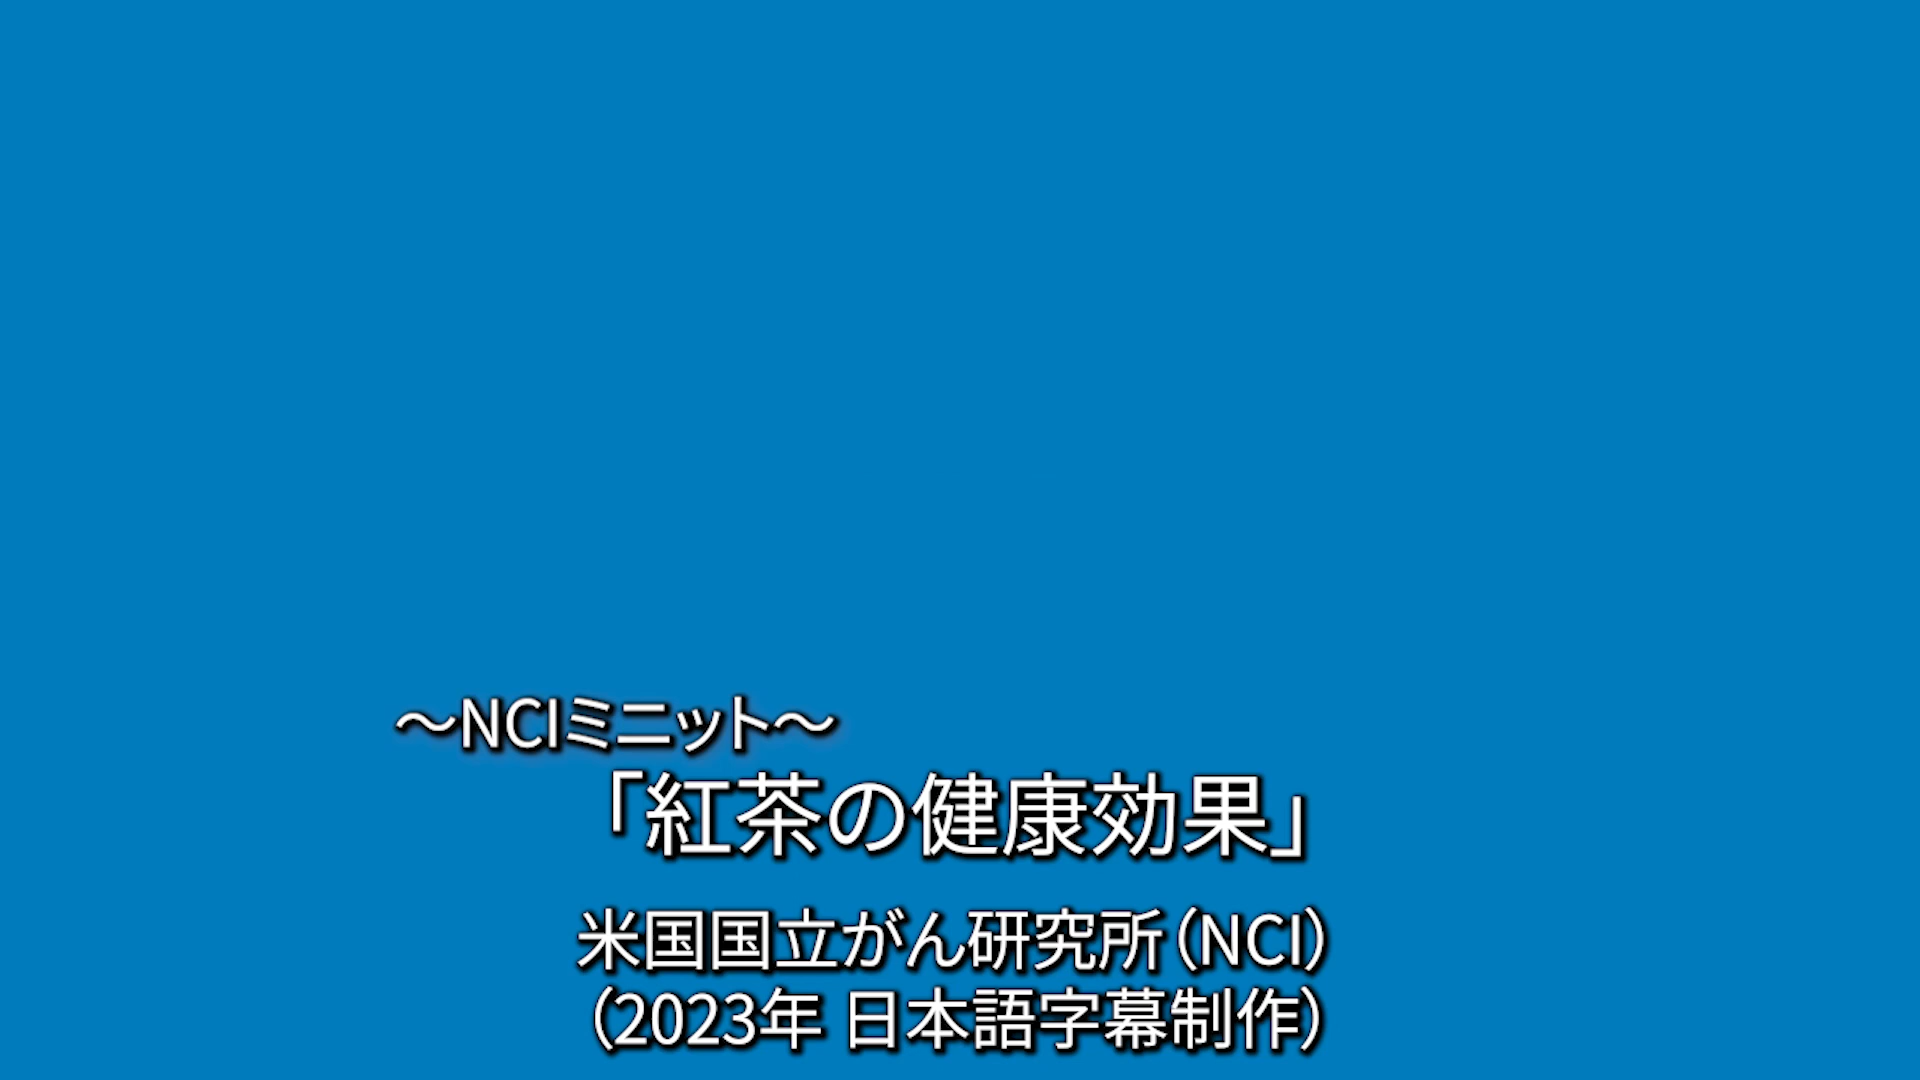 ～NCIミニット～
「紅茶の健康効果」
米国国立がん研究所（NCI）
（2023年 日本語字幕制作）